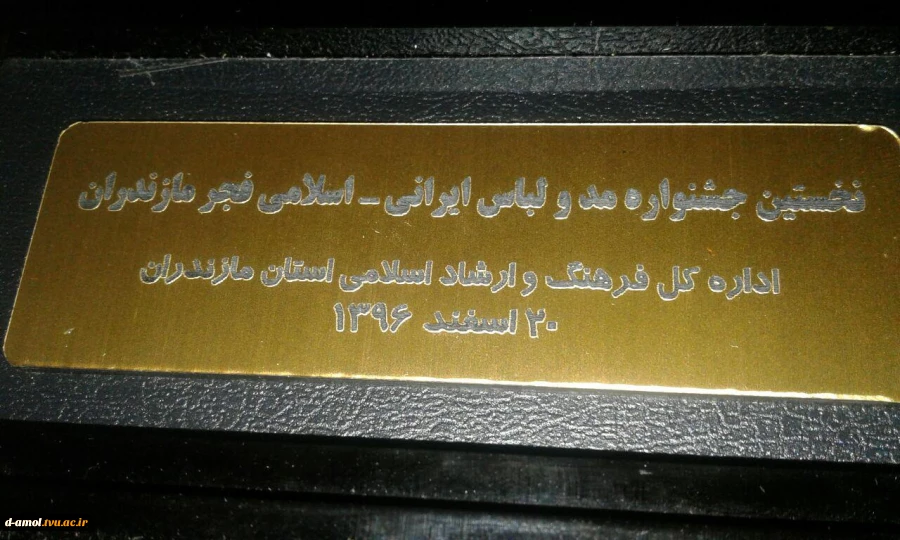 نخستین جشنواره مد و لباس ایرانی - اسلامی فجر مازندران
اداره کل فرهنگ و ارشاد اسلامی استان مازندران
۲۰ اسفند ۱۳۹۶
d-amol.tvu.ac.ir